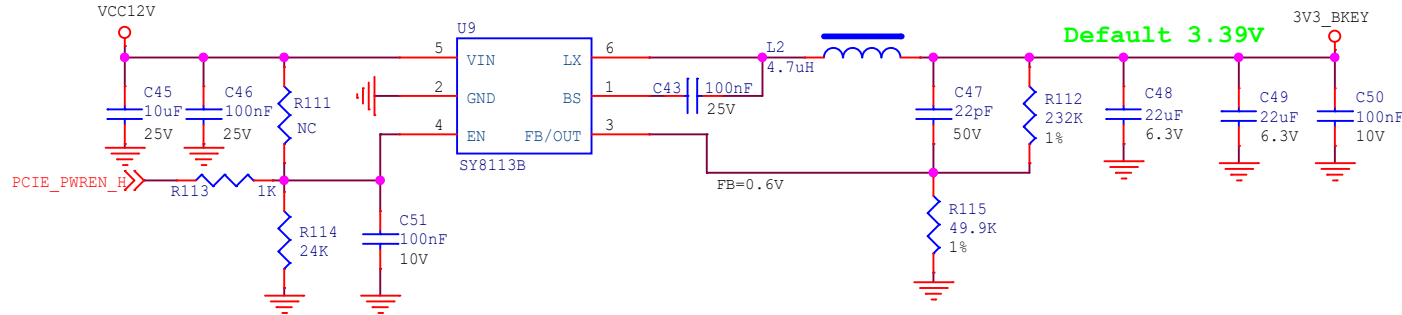 VCC12V
3V3_BKEY
Default 3.39V
U9
5
VIN
LX
6
2
GND
BS
1
4
EN
FB/OUT
3
SY8113B
C45
10uF
25V
C46
100nF
25V
R111
NC
C43
100nF
25V
L2
4.7uH
C47
22pF
50V
R112
232K
1%
C48
22uF
6.3V
C49
22uF
6.3V
C50
100nF
10V
PCIE_PWREN_H
R113
1K
FB=0.6V
R114
24K
C51
100nF
10V
R115
49.9K
1%